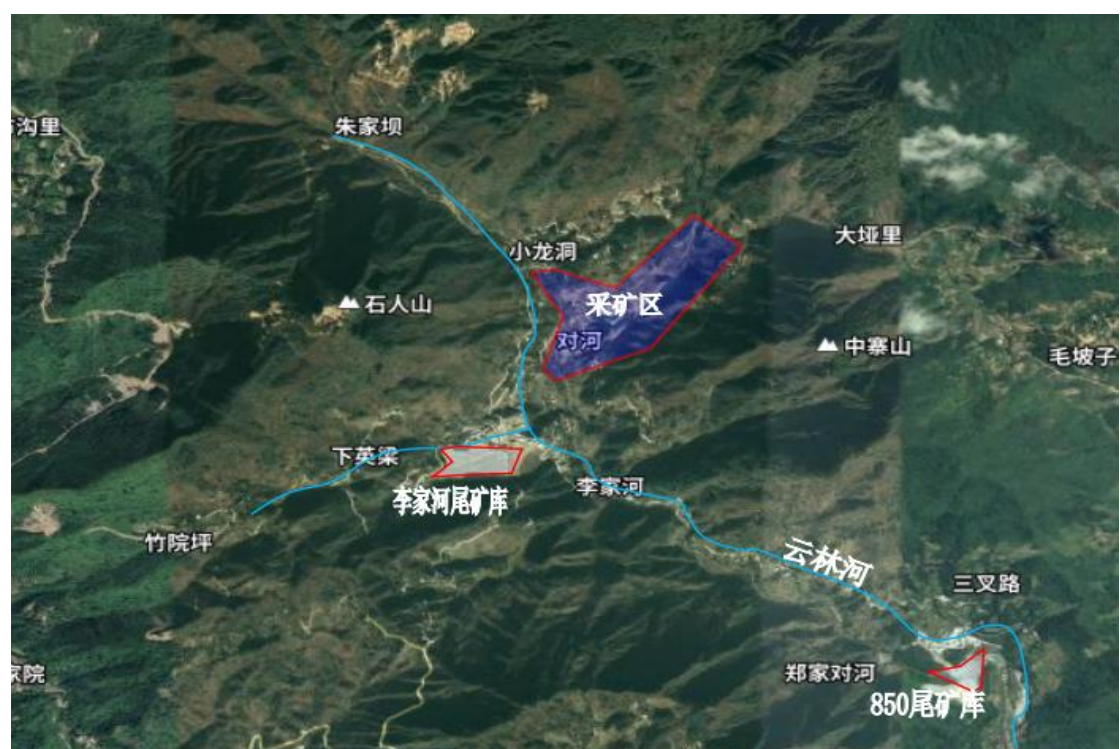 沟里
朱家坝
小龙洞
大垭里
石人山
采矿区
对河
中寨山
毛坡子
下英梁
李家河
李家河尾矿库
竹院坪
云林河
三叉路
家院
郑家对河
850尾矿库